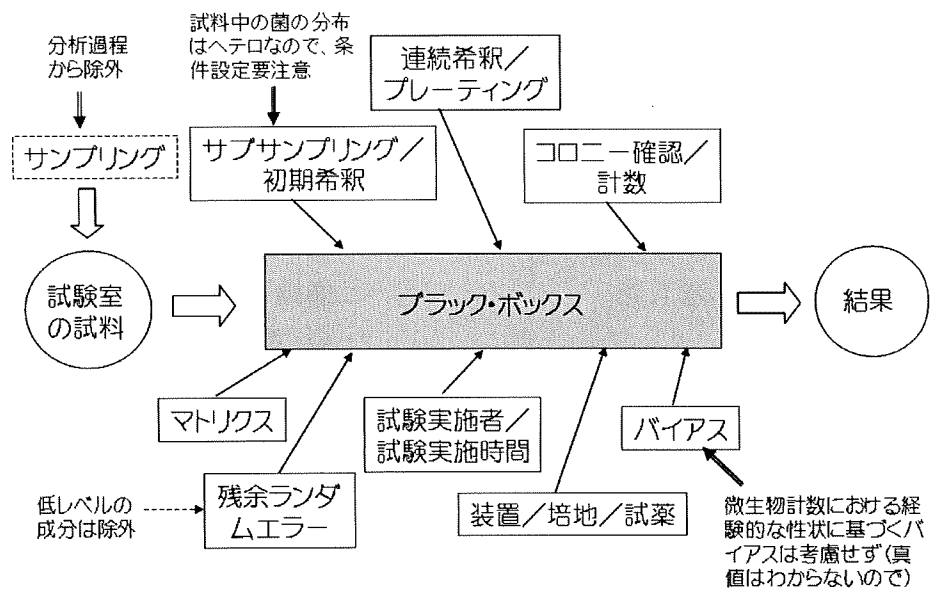 分析過程
から除外
サンプリング
試験室
の試料
試料中の菌の分布
はヘテロなので、条
件設定要注意
サブサンプリング／
初期希釈
連続希釈／
プレーティング
コロニー確認／
計数
ブラック・ボックス
結果
マトリクス
低レベルの
成分は除外
残余ランダ
ムエラー
試験実施者／
試験実施時間
装置／培地／試薬
バイアス
微生物計数における経
験的な性状に基づくバ
イアスは考慮せず(真
値はわからないので)